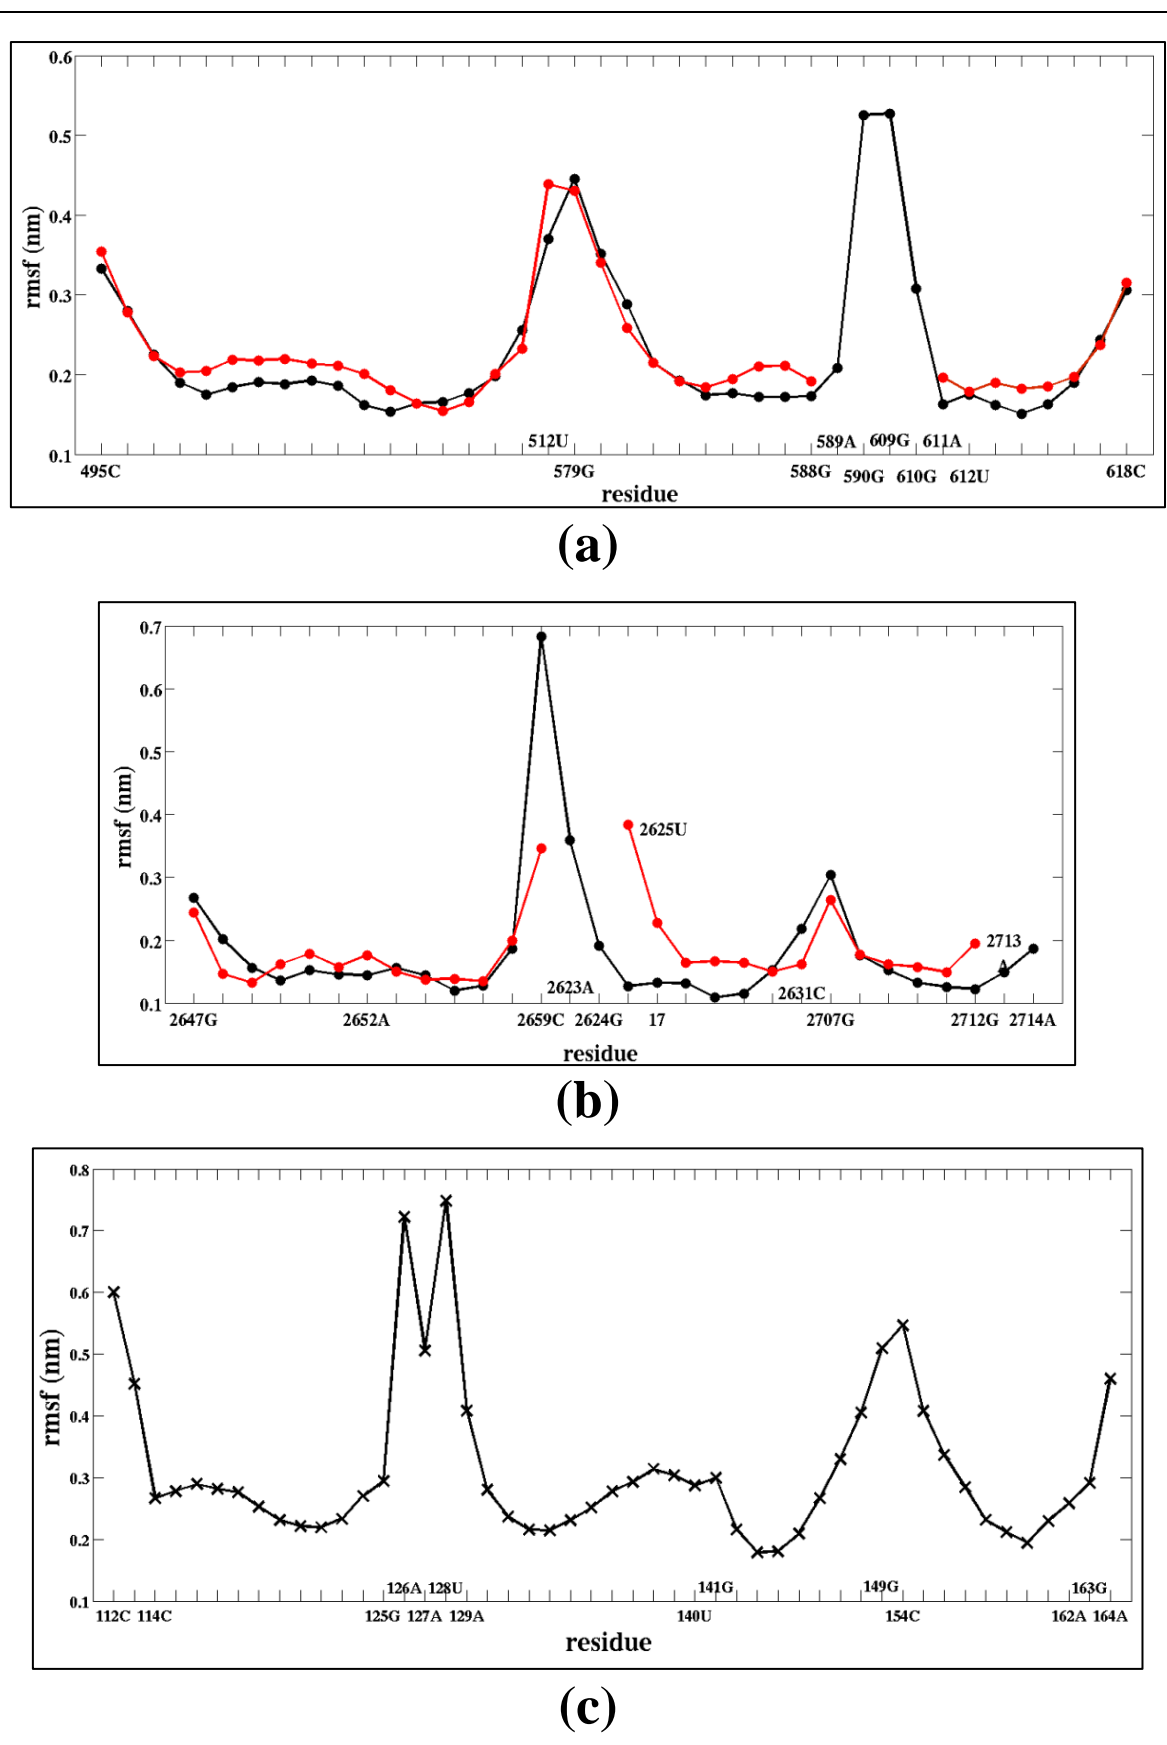 0.6
0.5
0.4
0.3
0.2
0.1
rmsf (nm)
512U 589A 609G 611A
495C 579G 588G 590G 610G 612U 618C
residue
(a)
0.7
0.6
0.5
0.4
0.3
0.2
0.1
rmsf (nm)
2625U
2713
A
2623A 2631C
2647G 2652A 2659C 2624G 17 2707G 2712G 2714A
residue
(b)
0.8
0.7
0.6
0.5
0.4
0.3
0.2
0.1
rmsf (nm)
126A 128U 141G 149G 163G
112C 114C 125G 127A 129A 140U 154C 162A 164A
residue
(c)